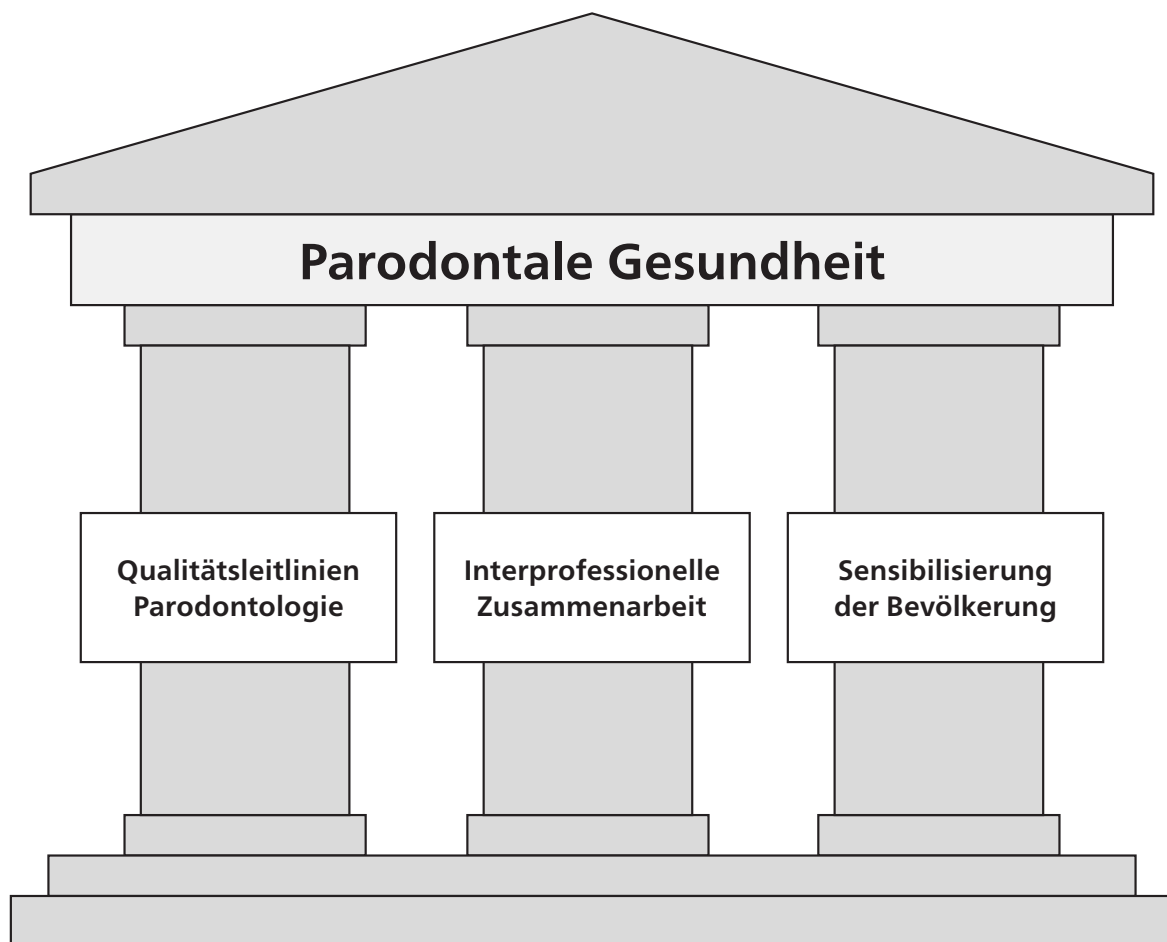 Parodontale Gesundheit
Qualitätsleitlinien
Parodontologie
Interprofessionelle
Zusammenarbeit
Sensibilisierung
der Bevölkerung